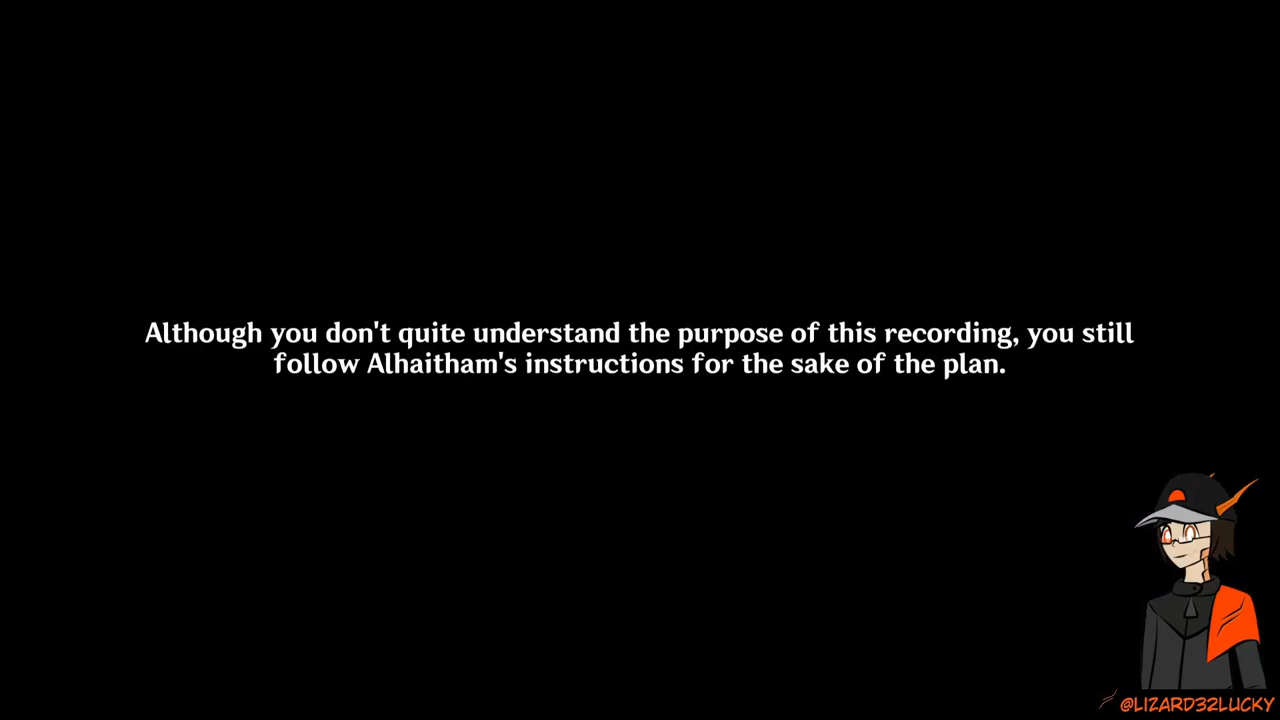 Although you don't quite understand the purpose of this recording, you still
follow Alhaitham's instructions for the sake of the plan.
@LIZARD32LUCKY